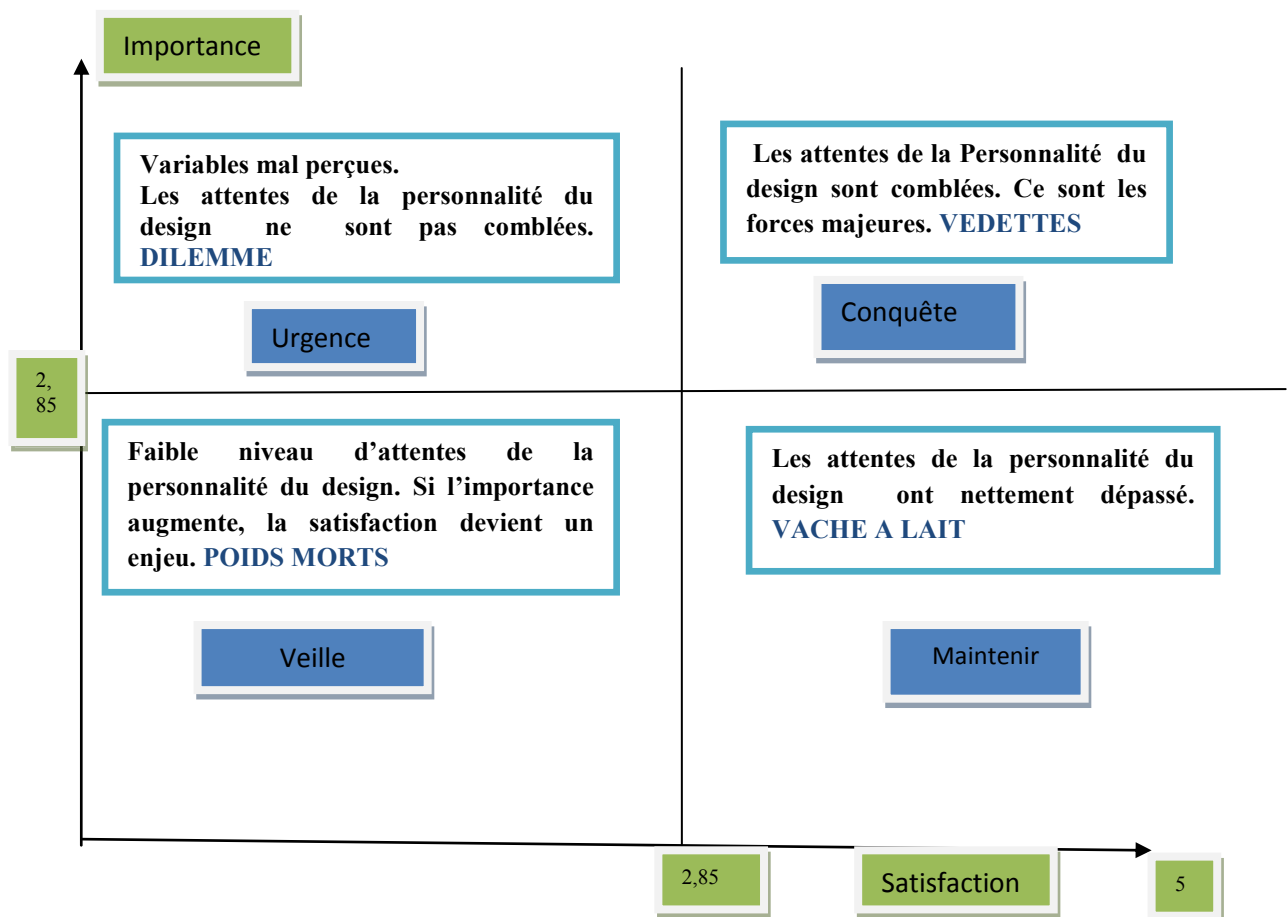 Importance
Variables mal perçues.
Les attentes de la personnalité du
design ne sont pas comblées.
DILEMME
Urgence
Les attentes de la Personnalité du
design sont comblées. Ce sont les
forces majeures. VEDETTES
Conquête
2,
85
Faible niveau d’attentes de la
personnalité du design. Si l’importance
augmente, la satisfaction devient un
enjeu. POIDS MORTS
Veille
Les attentes de la personnalité du
design ont nettement dépassé.
VACHE A LAIT
Maintenir
2,85
Satisfaction
5